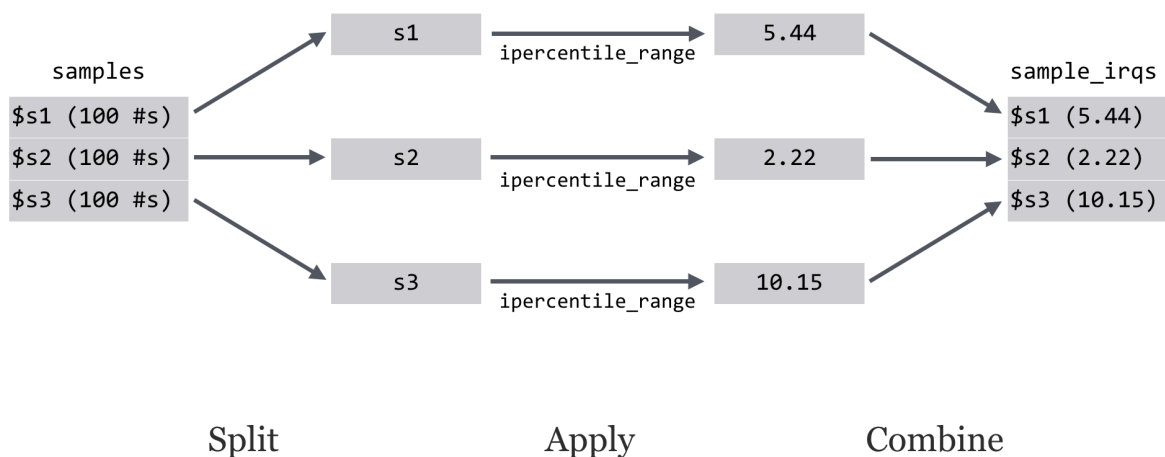 samples
$s1 (100 #s)
$s2 (100 #s)
$s3 (100 #s)
s1
ipercentile_range
5.44
s2
ipercentile_range
2.22
s3
ipercentile_range
10.15
sample_irqs
$s1 (5.44)
$s2 (2.22)
$s3 (10.15)
Split
Apply
Combine